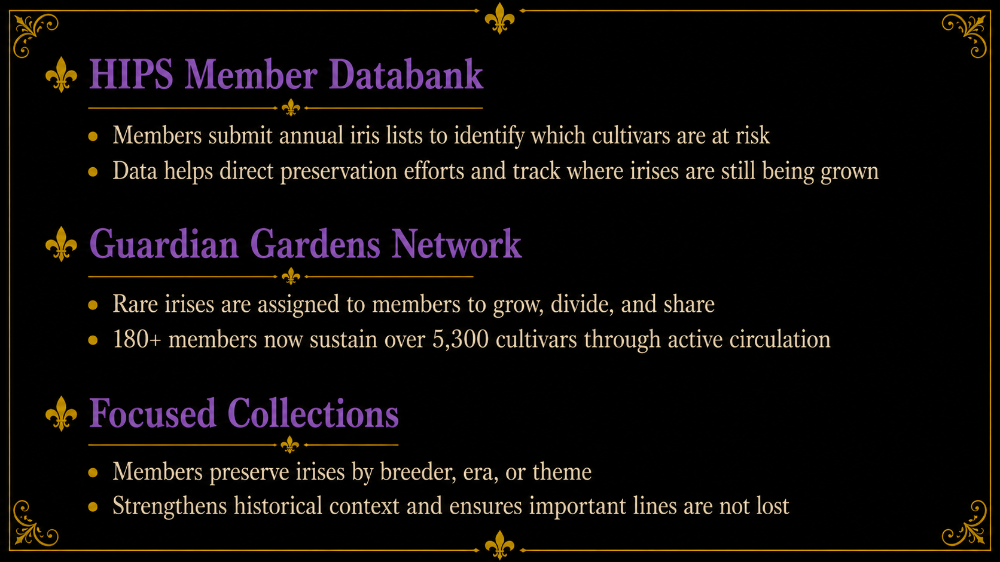 HIPS Member Databank
• Members submit annual iris lists to identify which cultivars are at risk
• Data helps direct preservation efforts and track where irises are still being grown
Guardian Gardens Network
• Rare irises are assigned to members to grow, divide, and share
• 180+ members now sustain over 5,300 cultivars through active circulation
Focused Collections
• Members preserve irises by breeder, era, or theme
• Strengthens historical context and ensures important lines are not lost